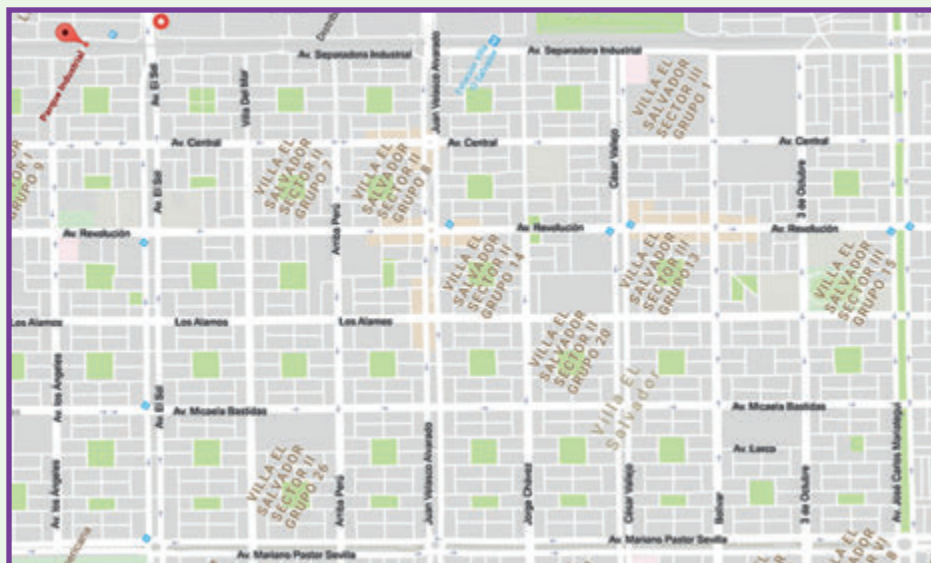 Av. Separadora Industrial
Av. Separadora Industrial
Parque Industrial
Av. El Sol
Villa Del Mar
Juan Velasco Alvarado
VILLA EL
SALVADOR
SECTOR III
GRUPO 1
Av. Central
Av. Central
Av. Central
César Vallejo
GRUPO 9
Av. El Sol
VILLA EL
SALVADOR
SECTOR II
GRUPO 7
VILLA EL
SALVADOR
SECTOR II
GRUPO 8
3 de Octubre
Av. Revolución
Arriba Perú
Av. Revolución
Av. Revolución
VILLA EL
SALVADOR
SECTOR II
GRUPO 14
VILLA EL
SALVADOR
SECTOR III
GRUPO13
VILLA EL
SALVADOR
SECTOR III
GRUPO 15
Los Alamos
Los Alamos
Los Alamos
VILLA EL
SALVADOR
SECTOR II
GRUPO 20
Av. los Angeles
Av. El Sol
Av. Micaela Bastidas
Villa EL
Salvador
Av. Micaela Bastidas
Av. José Carlos Mariategui
Av. los Angeles
VILLA EL
SALVADOR
SECTOR II
GRUPO 26
Arriba Perú
Juan Velasco Alvarado
Jorge Chávez
César Vallejo
Bolívar
3 de Octubre
Av. Mariano Pastor Sevilla
Av. Mariano Pastor Sevilla
VILLA EL